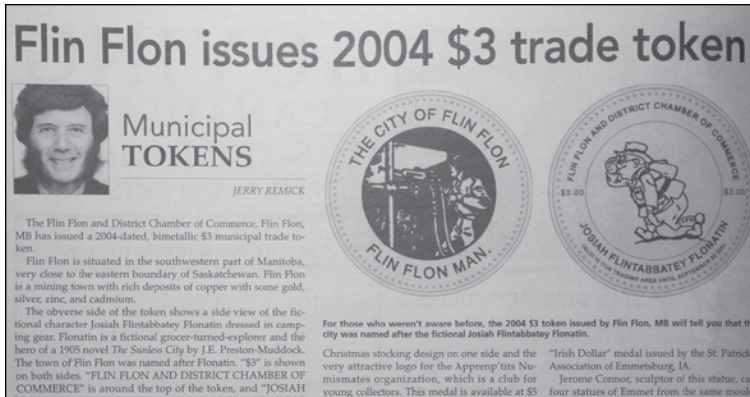 Flin Flon issues 2004 $3 trade token
Municipal
TOKENS
JERRY REMICK
The Flin Flon and District Chamber of Commerce, Flin Flon,
MB has issued a 2004-dated, bimetallic $3 municipal trade to-
ken.
Flin Flon is situated in the southwestern part of Manitoba,
very close to the eastern boundary of Saskatchewan. Flin Flon
is a mining town with rich deposits of copper with some gold,
silver, zinc, and cadmium.
The obverse side of the token shows a side view of the fic-
tional character Josiah Flintabbatey Flonatin dressed in camp-
ing gear. Flonatin is a fictional grocer-turned-explorer and the
hero of a 1905 novel The Sunless City by J.E. Preston-Muddock.
The town of Flin Flon was named after Flonatin. "$3" is shown
on both sides. "FLIN FLON AND DISTRICT CHAMBER OF
COMMERCE" is around the top of the token, and "JOSIAH
THE CITY OF FLIN FLON
FLIN FLON MAN.
FLIN FLON AND DISTRICT CHAMBER OF COMMERCE
$3.00
$3.00
JOSIAH FLINTABBATEY FLONATIN
VALID IN OUR TRADING AREA UNTIL SEPTEMBER
For those who weren't aware before, the 2004 $3 token issued by Flin Flon, MB will tell you that
city was named after the fictional Josiah Flintabbatey Flonatin.
Christmas stocking design on one side and the
very attractive logo for the Apprenp'tits Nu-
mismates organization, which is a club for
young collectors. This medal is available at $5
"Irish Dollar" medal issued by the St. Patrick
Association of Emmetsburg, IA.
Jerome Connor, sculptor of this statue,
four statues of Emmet from the same